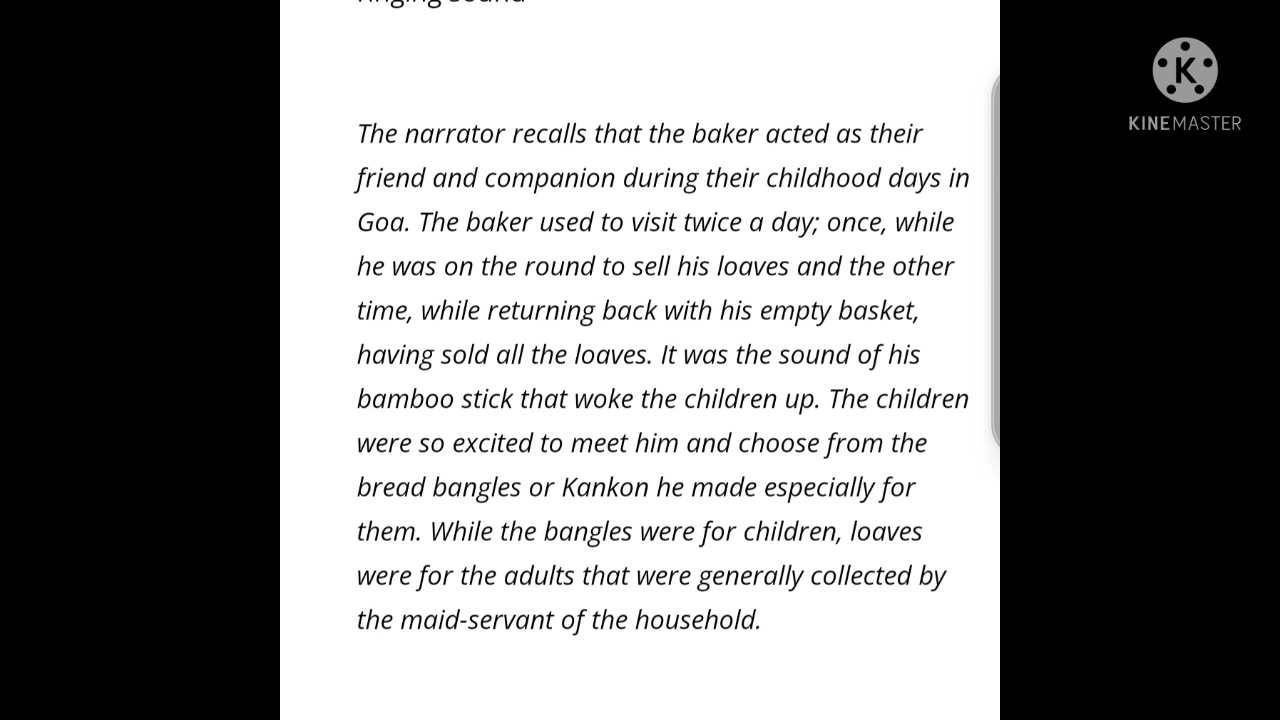 ringing sound
The narrator recalls that the baker acted as their
friend and companion during their childhood days in
Goa. The baker used to visit twice a day; once, while
he was on the round to sell his loaves and the other
time, while returning back with his empty basket,
having sold all the loaves. It was the sound of his
bamboo stick that woke the children up. The children
were so excited to meet him and choose from the
bread bangles or Kankon he made especially for
them. While the bangles were for children, loaves
were for the adults that were generally collected by
the maid-servant of the household.
K
KINEMASTER